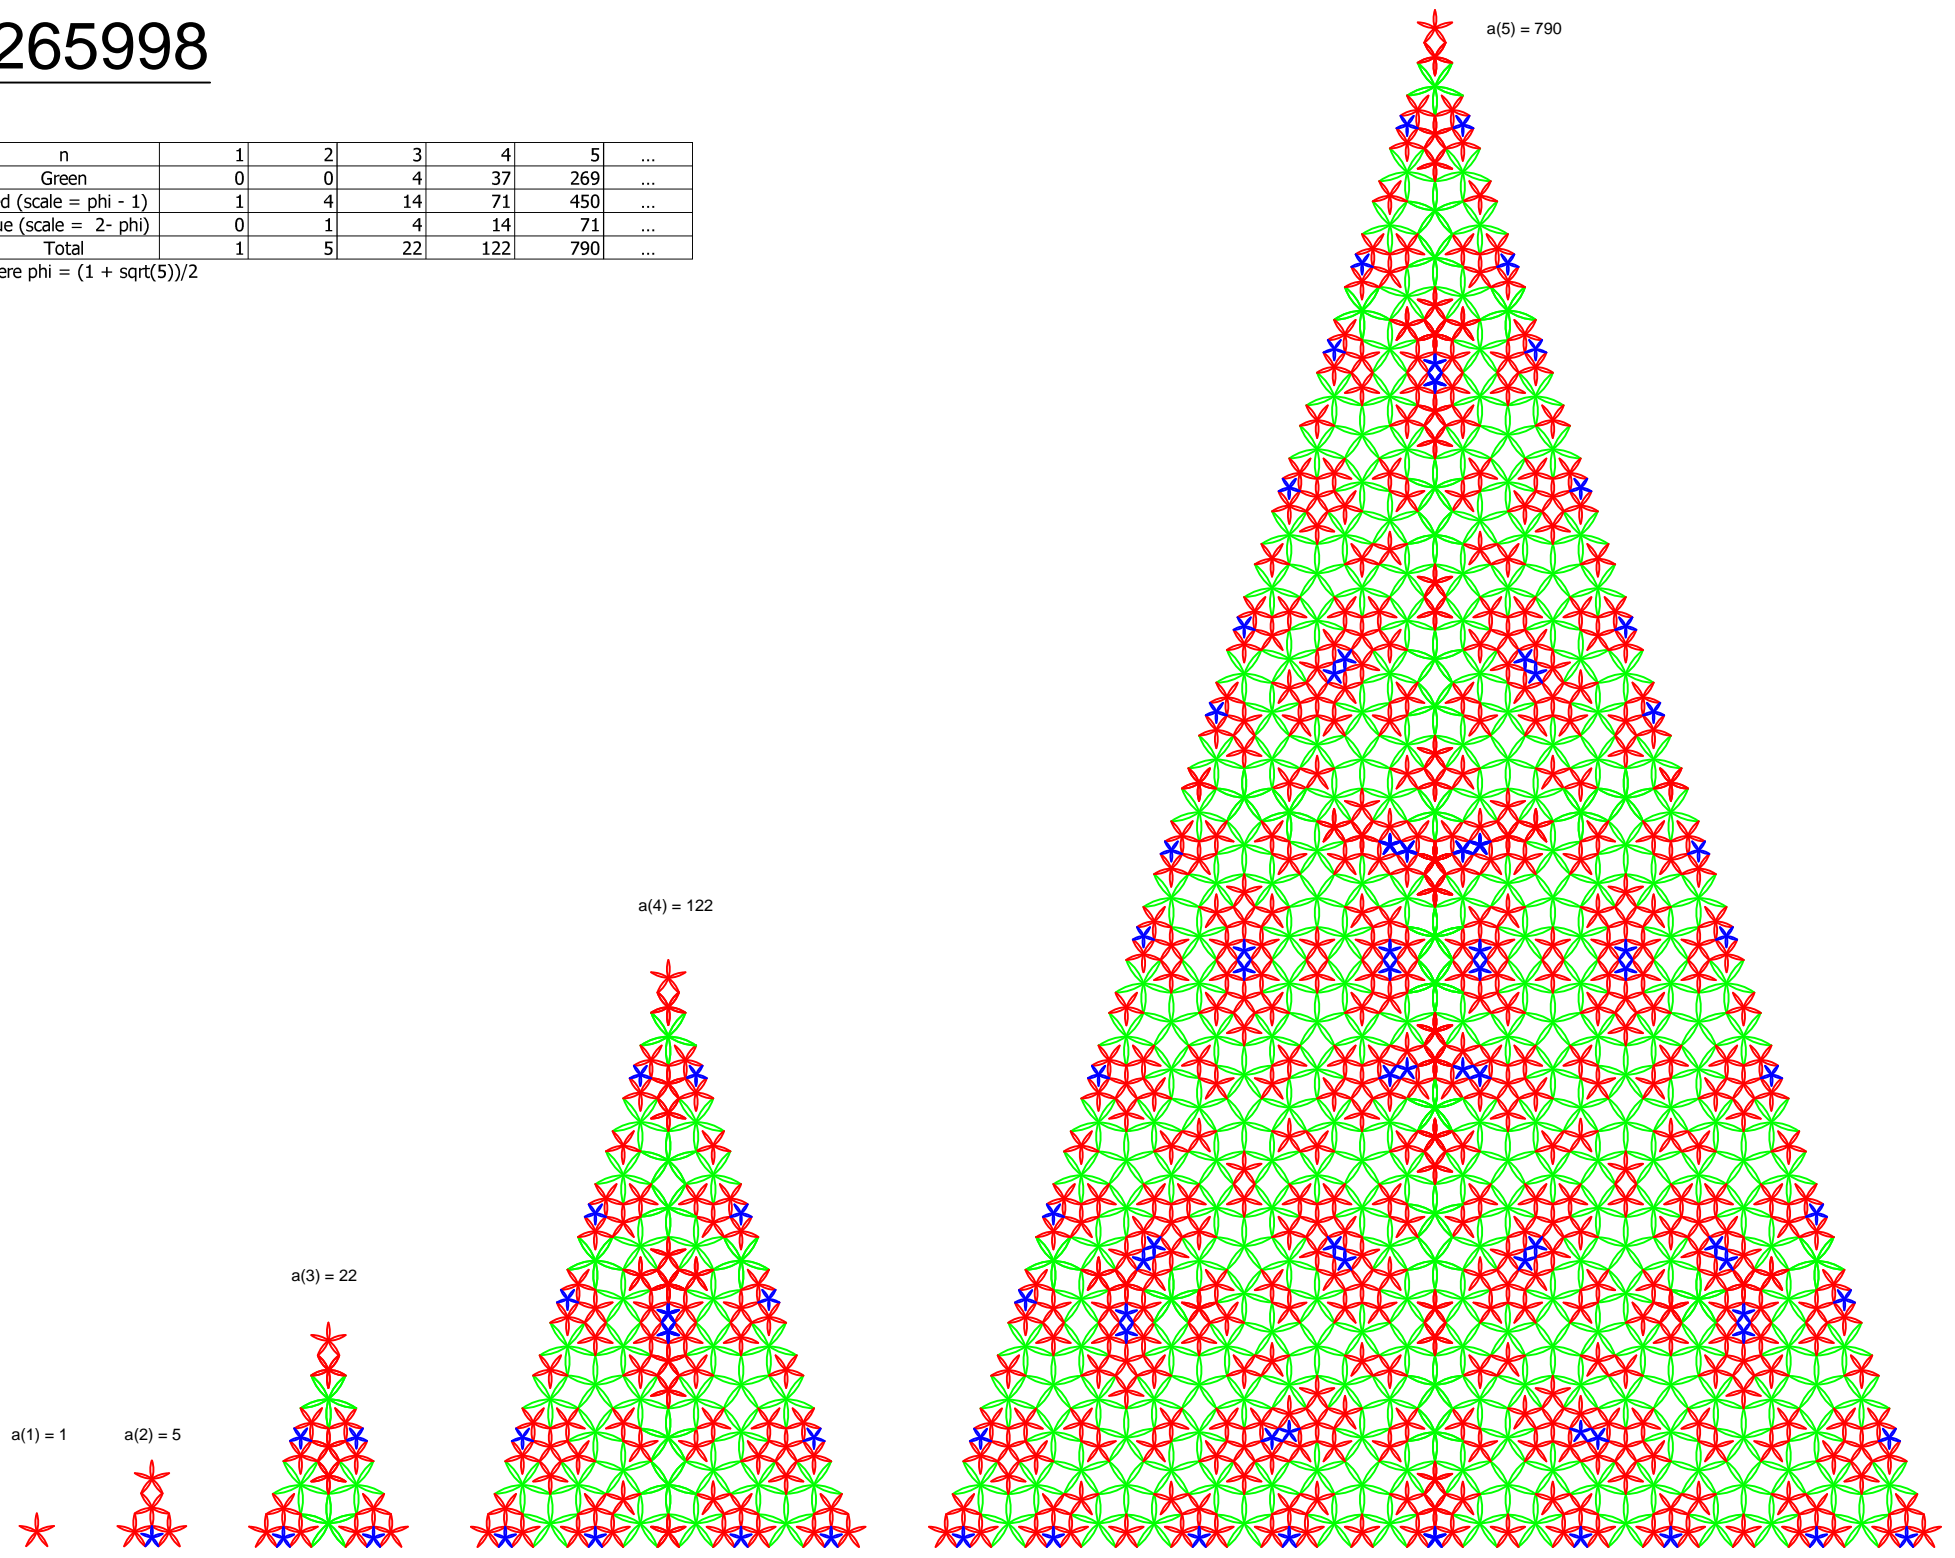 265998
n 1 2 3 4 5 ...
Green 0 0 4 37 269 ...
d (scale = phi - 1) 1 4 14 71 450 ...
ue (scale = 2- phi) 0 1 4 14 71 ...
Total 1 5 22 122 790 ...
ere phi = (1 + sqrt(5))/2
a(5) = 790
a(4) = 122
a(3) = 22
a(1) = 1
a(2) = 5